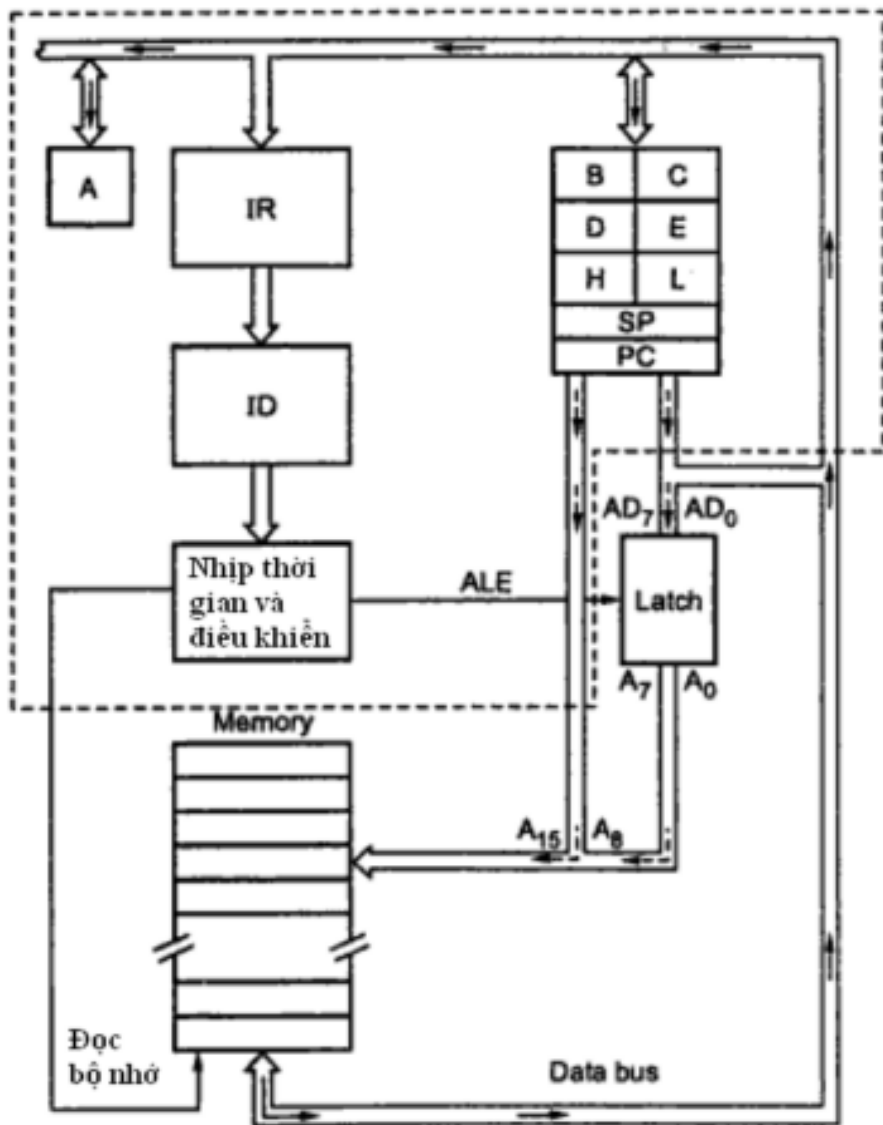 A
IR
B
C
D
E
H
L
SP
PC
ID
AD7
AD0
Nhịp thời
gian và
điều khiển
ALE
Latch
A7
A0
Memory
A15
A8
Đọc
bộ nhớ
Data bus